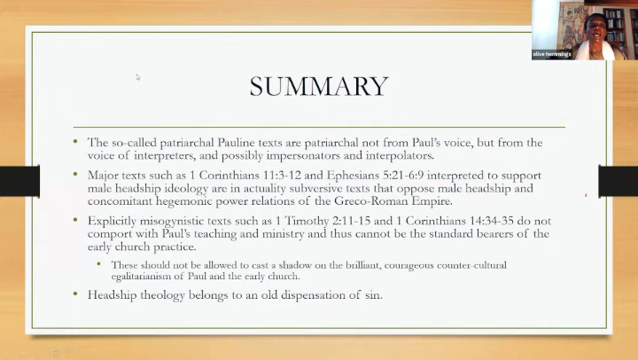 olive hemmings
SUMMARY
• The so-called patriarchal Pauline texts are patriarchal not from Paul's voice, but from the
voice of interpreters, and possibly impersonators and interpolators.
• Major texts such as 1 Corinthians 11:3-12 and Ephesians 5:21-6:9 interpreted to support
male headship ideology are in actuality subversive texts that oppose male headship and
concomitant hegemonic power relations of the Greco-Roman Empire.
• Explicitly misogynistic texts such as 1 Timothy 2:11-15 and 1 Corinthians 14:34-35 do not
comport with Paul's teaching and ministry and thus cannot be the standard bearers of the
early church practice.
• These should not be allowed to cast a shadow on the brilliant, courageous counter-cultural
egalitarianism of Paul and the early church.
• Headship theology belongs to an old dispensation of sin.